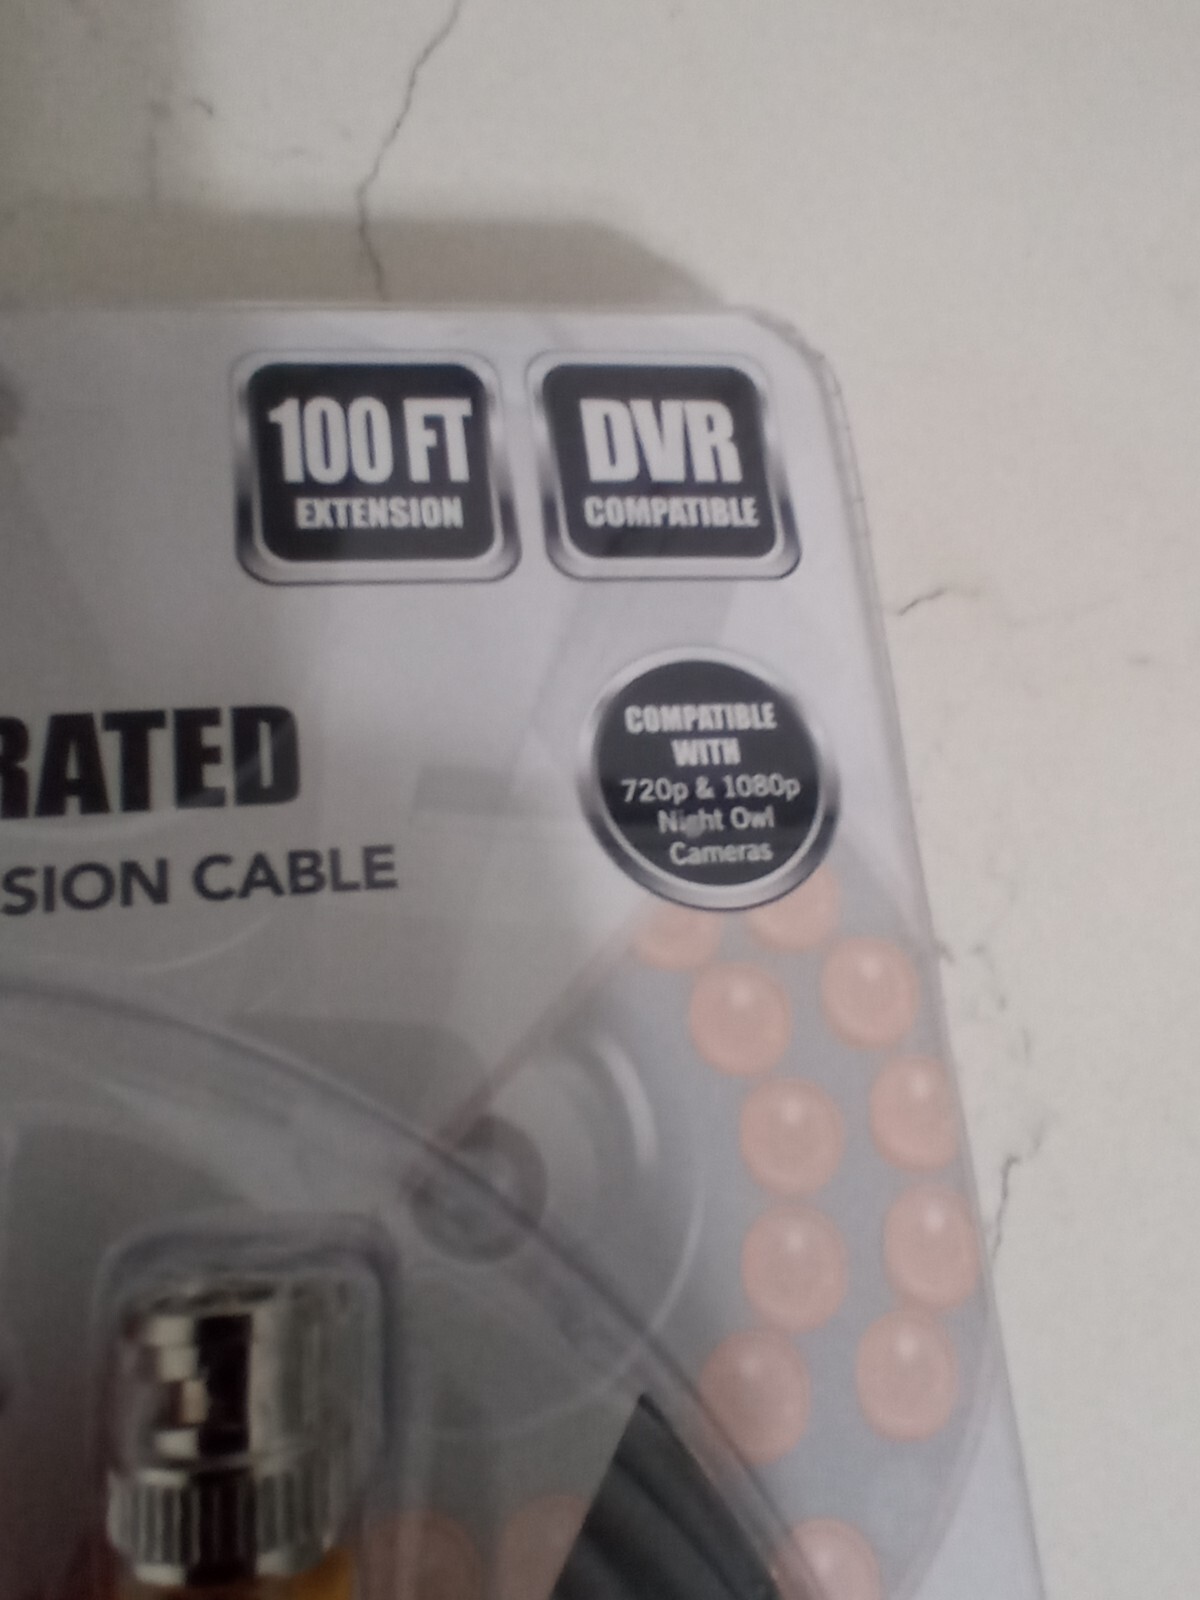 100 FT
EXTENSION
DVR
COMPATIBLE
COMPATIBLE
WITH
720p & 1080p
Night Owl
Cameras
RATED
SION CABLE